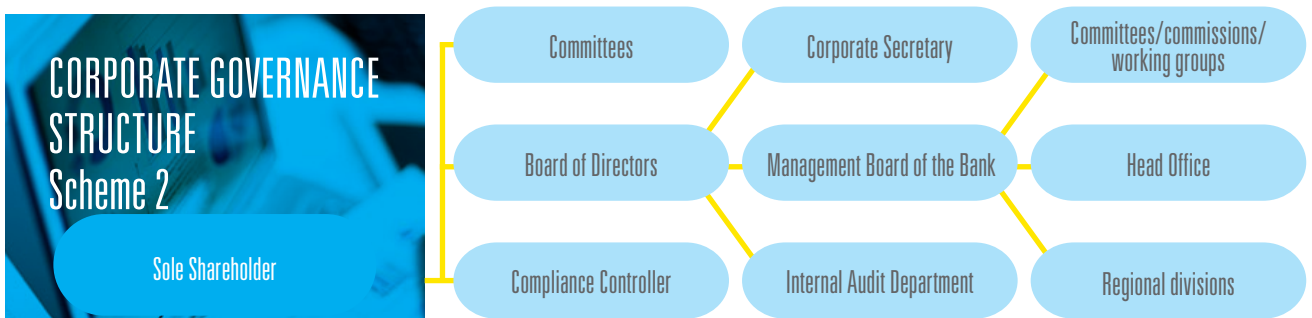 CORPORATE GOVERNANCE
STRUCTURE
Scheme 2
Sole Shareholder
Committees
Board of Directors
Compliance Controller
Corporate Secretary
Management Board of the Bank
Internal Audit Department
Committees/commissions/
working groups
Head Office
Regional divisions